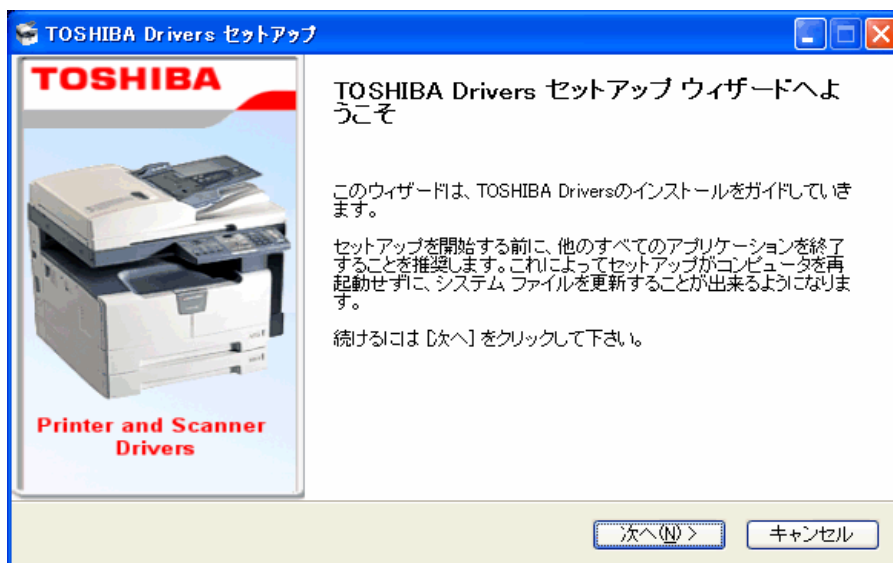 TOSHIBA Drivers セットアップ
TOSHIBA
TOSHIBA Drivers セットアップ ウィザードへよ
うこそ
このウィザードは、TOSHIBA Driversのインストールをガイドしていき
ます。
セットアップを開始する前に、他のすべてのアプリケーションを終了
することを推奨します。これによってセットアップがコンピュータを再
起動せずに、システム ファイルを更新することが出来るようになりま
す。
続けるには [次へ] をクリックして下さい。
Printer and Scanner
Drivers
次へ(N) >
キャンセル